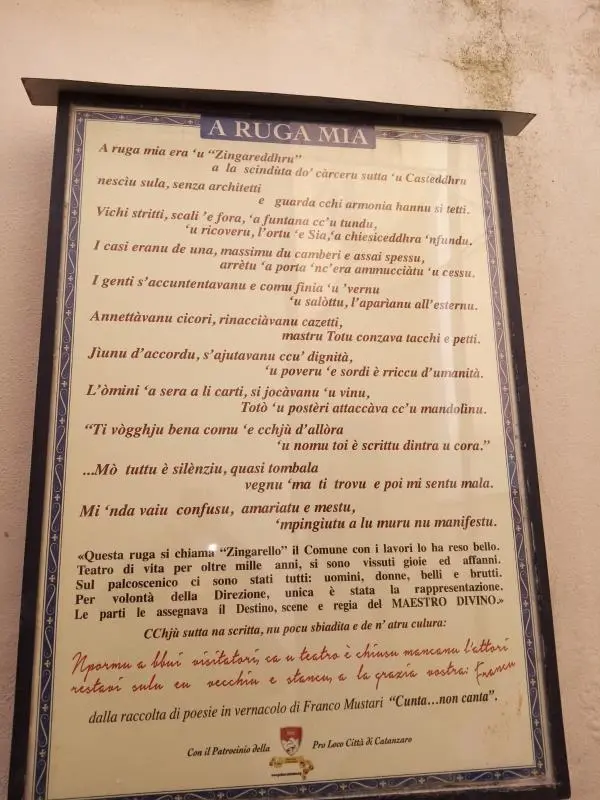 A RUGA MIA
A ruga mia era 'u "Zingareddhru"
a la scindùta do' càrceru sutta 'u Casteddhru
nescìu sula, senza architetti
e guarda cchi armonia hannu si tetti.
Vichi stritti, scali 'e fora, 'a funtana cc'u tundu,
'u ricoveru, l'ortu 'e Sia,'a chiesiceddhra 'nfundu.
I casi eranu de una, massimu du camberi e assai spessu,
arrètu 'a porta 'nc'era ammucciàtu 'u cessu.
I genti s'accuntentavanu e comu finìa 'u 'vernu
'u salòttu, l'aparìanu all'esternu.
Annettàvanu cicori, rinacciàvanu cazetti,
mastru Totu conzava tacchi e petti.
Jìunu d'accordu, s'ajutavanu ccu' dignità,
'u poveru 'e sordi è rriccu d'umanità.
L'òmini 'a sera a li carti, si jocàvanu 'u vinu,
Totò 'u postèri attaccàva cc'u mandolìnu.
"Ti vògghju bena comu 'e cchjù d'allòra
'u nomu toi è scrittu dintra u cora."
...Mò tuttu è silènziu, quasi tombala
vegnu 'ma ti trovu e poi mi sentu mala.
Mi 'nda vaiu confusu, amariatu e mestu,
'mpingiutu a lu muru nu manifestu.
«Questa ruga si chiama "Zingarello" il Comune con i lavori lo ha reso bello.
Teatro di vita per oltre mille anni, si sono vissuti gioie ed affanni.
Sul palcoscenico ci sono stati tutti: uomini, donne, belli e brutti.
Per volontà della Direzione, unica è stata la rappresentazione.
Le parti le assegnava il Destino, scene e regia del MAESTRO DIVINO.»
CChjù sutta na scritta, nu pocu sbiadita e de n' atru culura:
Npormu a bbui visitatori, ca u teatro è chiusu mancanu l'attori
restavi sulu eu vecchiu e stancu, a la grazia vostra: Francu
dalla raccolta di poesie in vernacolo di Franco Mustari "Cunta...non canta".
Con il Patrocinio della Pro Loco Città di Catanzaro